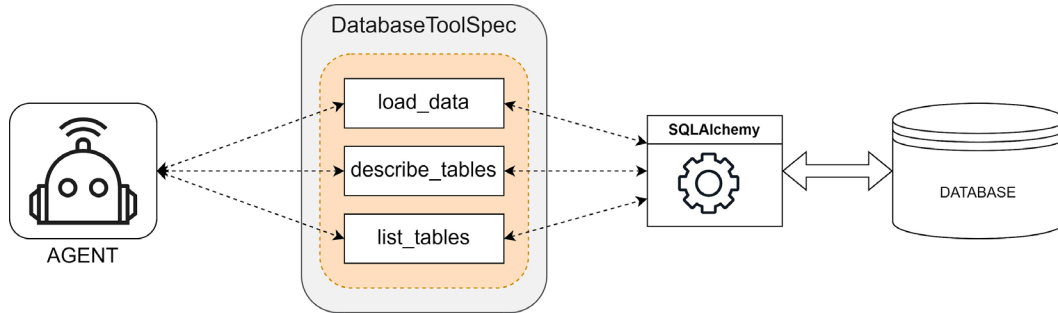 DatabaseToolSpec
load_data
describe_tables
list_tables
AGENT
SQLAlchemy
DATABASE